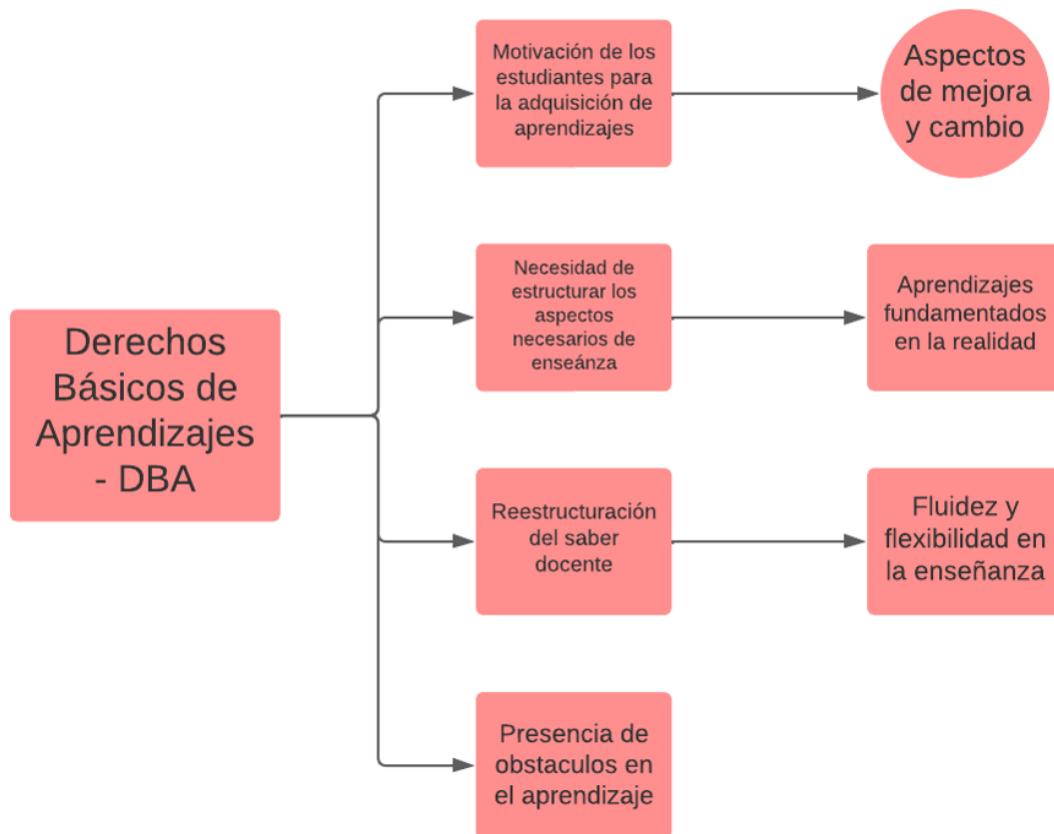 Derechos
Básicos de
Aprendizajes
- DBA
Motivación de los
estudiantes para
la adquisición de
aprendizajes
Aspectos
de mejora
y cambio
Necesidad de
estructurar los
aspectos
necesarios de
enseánza
Aprendizajes
fundamentados
en la realidad
Reestructuración
del saber
docente
Fluidez y
flexibilidad en
la enseñanza
Presencia de
obstaculos en
el aprendizaje